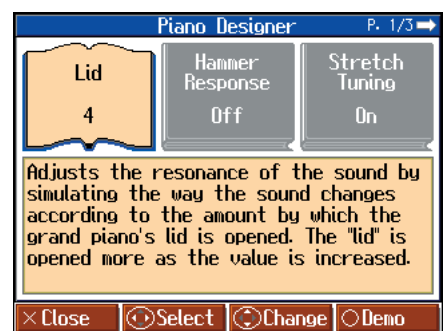 Piano Designer P. 1/3
Lid
4
Hammer
Response
Off
Stretch
Tuning
On
Adjusts the resonance of the sound by
simulating the way the sound changes
according to the amount by which the
grand piano's lid is opened. The "lid" is
opened more as the value is increased.
×Close Select Change Demo